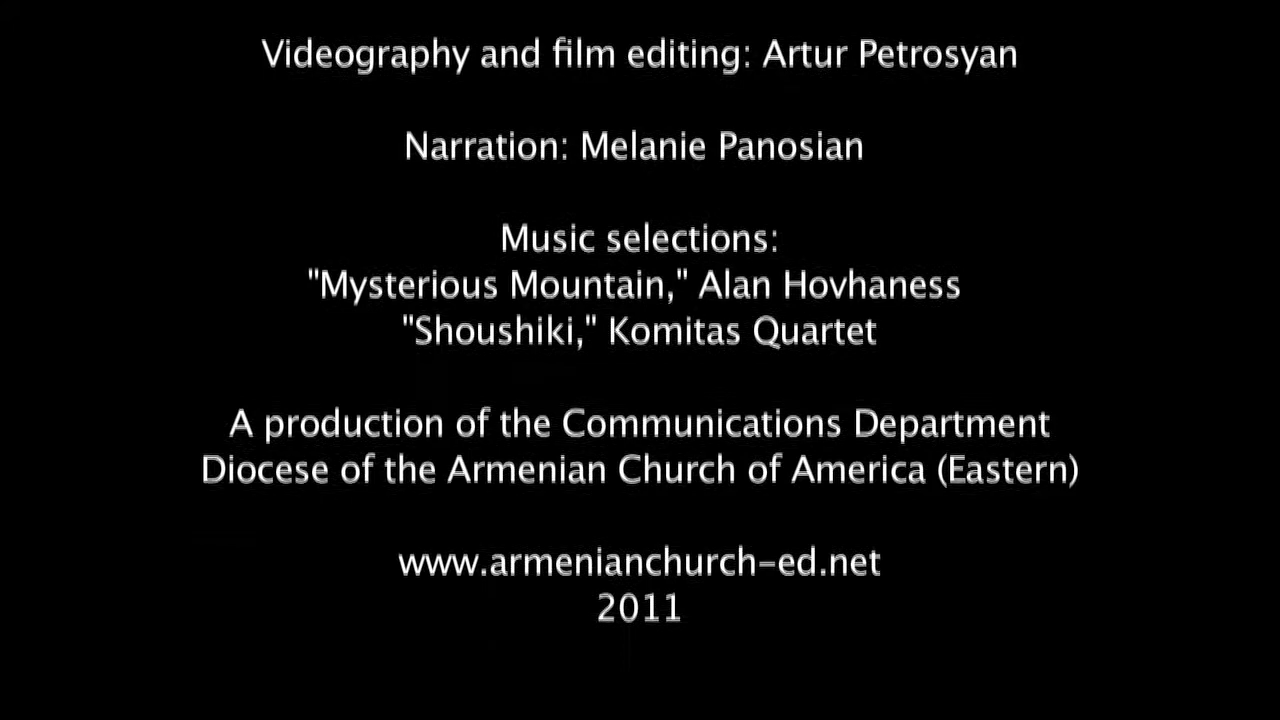 Videography and film editing: Artur Petrosyan
Narration: Melanie Panosian
Music selections:
"Mysterious Mountain," Alan Hovhaness
"Shoushiki," Komitas Quartet
A production of the Communications Department
Diocese of the Armenian Church of America (Eastern)
www.armenianchurch-ed.net
2011